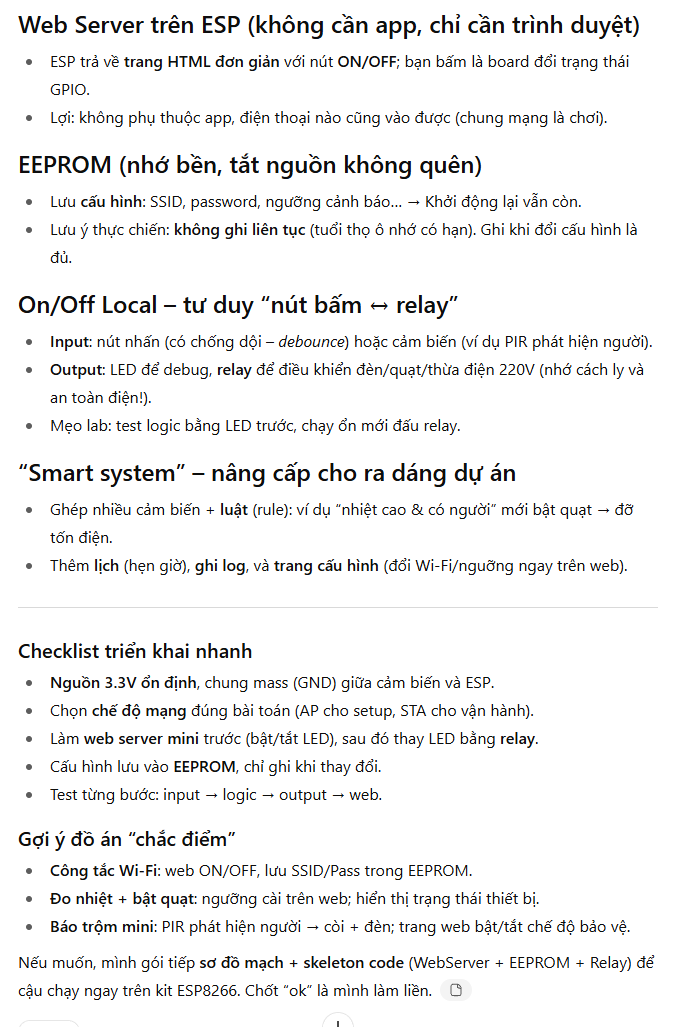 Web Server trên ESP (không cần app, chỉ cần trình duyệt)
ESP trả về trang HTML đơn giản với nút ON/OFF; bạn bấm là board đổi trạng thái
GPIO.
Lợi: không phụ thuộc app, điện thoại nào cũng vào được (chung mạng là chơi).
EEPROM (nhớ bền, tắt nguồn không quên)
Lưu cấu hình: SSID, password, ngưỡng cảnh báo... → Khởi động lại vẫn còn.
Lưu ý thực chiến: không ghi liên tục (tuổi thọ ô nhớ có hạn). Ghi khi đổi cấu hình là
đủ.
On/Off Local – tư duy “nút bấm ↔ relay”
Input: nút nhấn (có chống dội – debounce) hoặc cảm biến (ví dụ PIR phát hiện người).
Output: LED để debug, relay để điều khiển đèn/quạt/thừa điện 220V (nhớ cách ly và
an toàn điện!).
Mẹo lab: test logic bằng LED trước, chạy ổn mới đấu relay.
“Smart system” – nâng cấp cho ra dáng dự án
Ghép nhiều cảm biến + luật (rule): ví dụ “nhiệt cao & có người” mới bật quạt → đỡ
tốn điện.
Thêm lịch (hẹn giờ), ghi log, và trang cấu hình (đổi Wi-Fi/ngưỡng ngay trên web).
Checklist triển khai nhanh
Nguồn 3.3V ổn định, chung mass (GND) giữa cảm biến và ESP.
Chọn chế độ mạng đúng bài toán (AP cho setup, STA cho vận hành).
Làm web server mini trước (bật/tắt LED), sau đó thay LED bằng relay.
Cấu hình lưu vào EEPROM, chỉ ghi khi thay đổi.
Test từng bước: input → logic → output → web.
Gợi ý đồ án “chắc điểm”
Công tắc Wi-Fi: web ON/OFF, lưu SSID/Pass trong EEPROM.
Đo nhiệt + bật quạt: ngưỡng cài trên web; hiển thị trạng thái thiết bị.
Báo trộm mini: PIR phát hiện người → còi + đèn; trang web bật/tắt chế độ bảo vệ.
Nếu muốn, mình gói tiếp sơ đồ mạch + skeleton code (WebServer + EEPROM + Relay) để
cậu chạy ngay trên kit ESP8266. Chốt “ok” là mình làm liền.